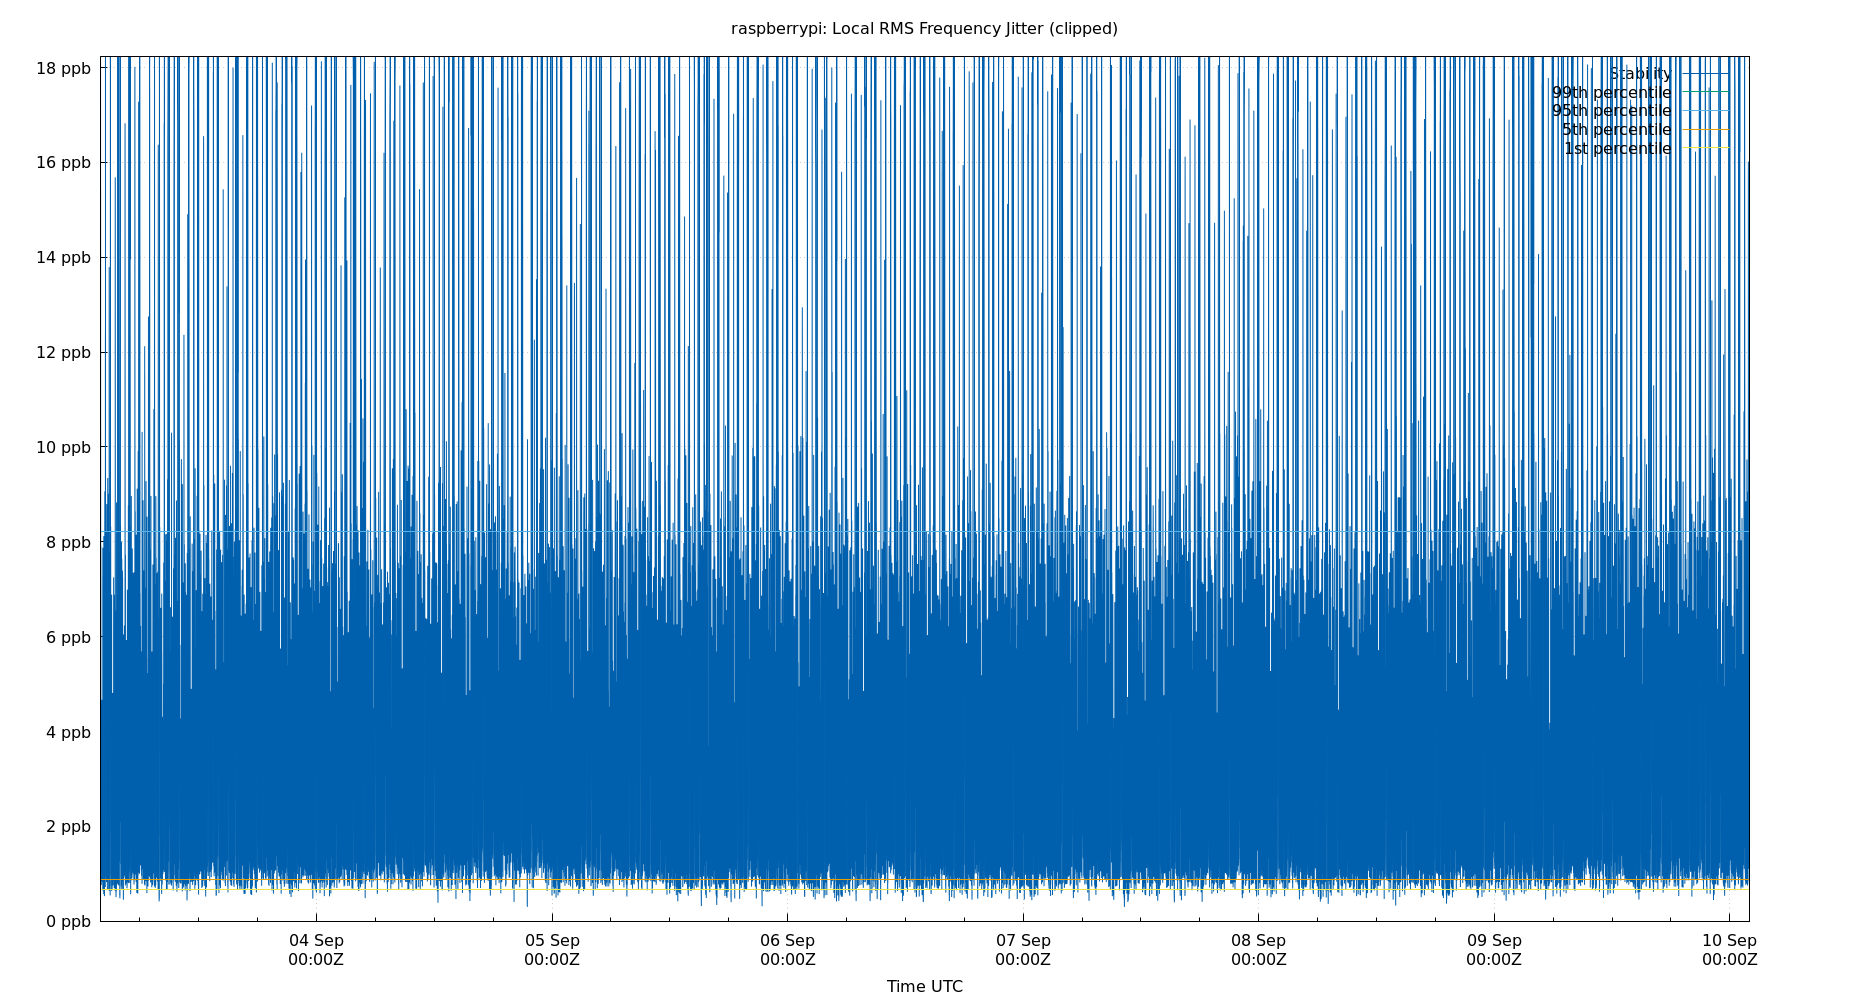 raspberrypi: Local RMS Frequency Jitter (clipped)
18 ppb
16 ppb
14 ppb
12 ppb
10 ppb
8 ppb
6 ppb
4 ppb
2 ppb
0 ppb
Stability
99th percentile
95th percentile
5th percentile
1st percentile
04 Sep
00:00Z
05 Sep
00:00Z
06 Sep
00:00Z
07 Sep
00:00Z
08 Sep
00:00Z
09 Sep
00:00Z
10 Sep
00:00Z
Time UTC